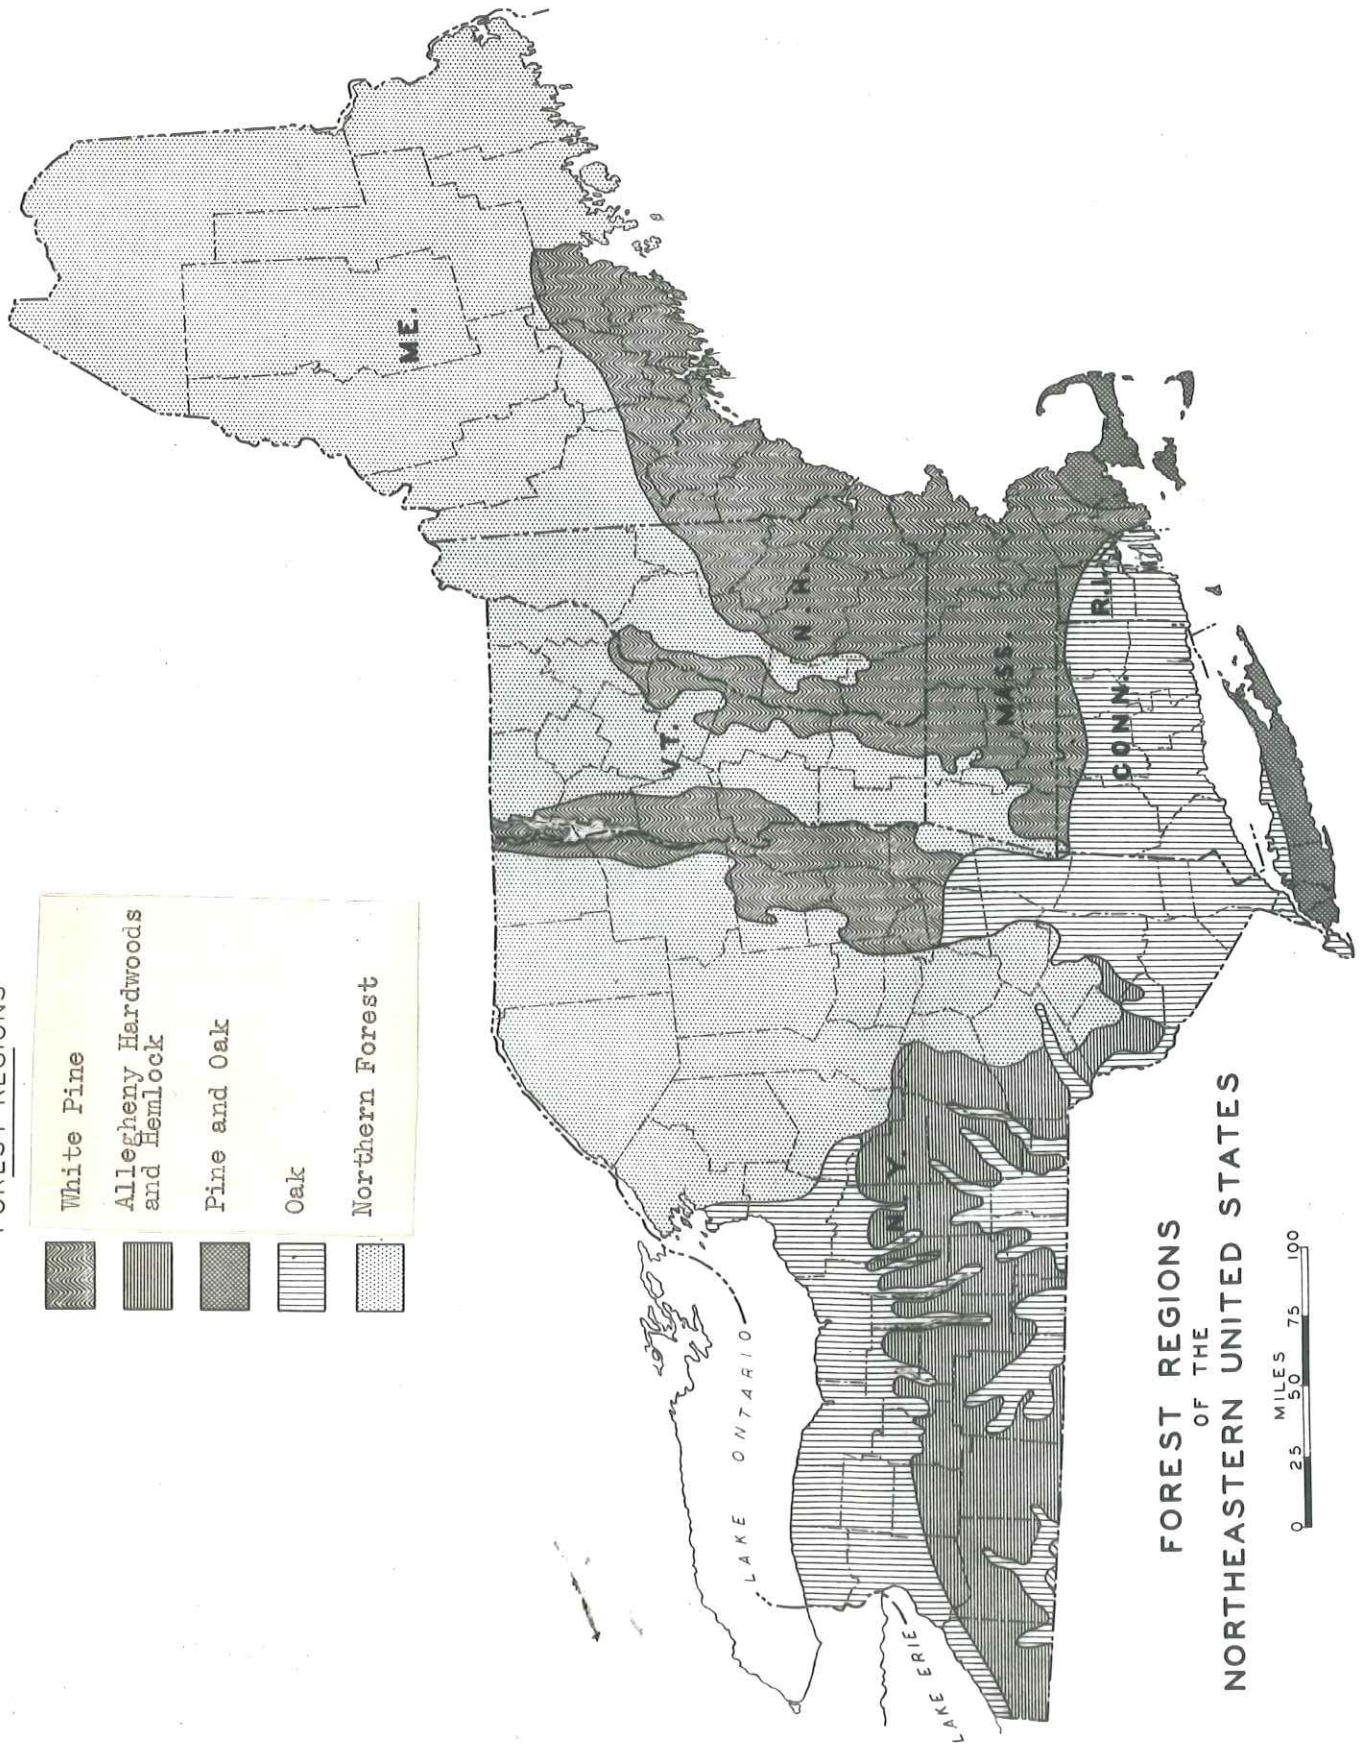 FOREST REGIONS
White Pine
Allegheny Hardwoods
and Hemlock
Pine and Oak
Oak
Northern Forest
ME.
V.T.
N.H.
MASS.
CONN.
R.I.
N.Y.
LAKE ONTARIO
LAKE ERIE
FOREST REGIONS
OF THE
NORTHEASTERN UNITED STATES
MILES
0 25 50 75 100